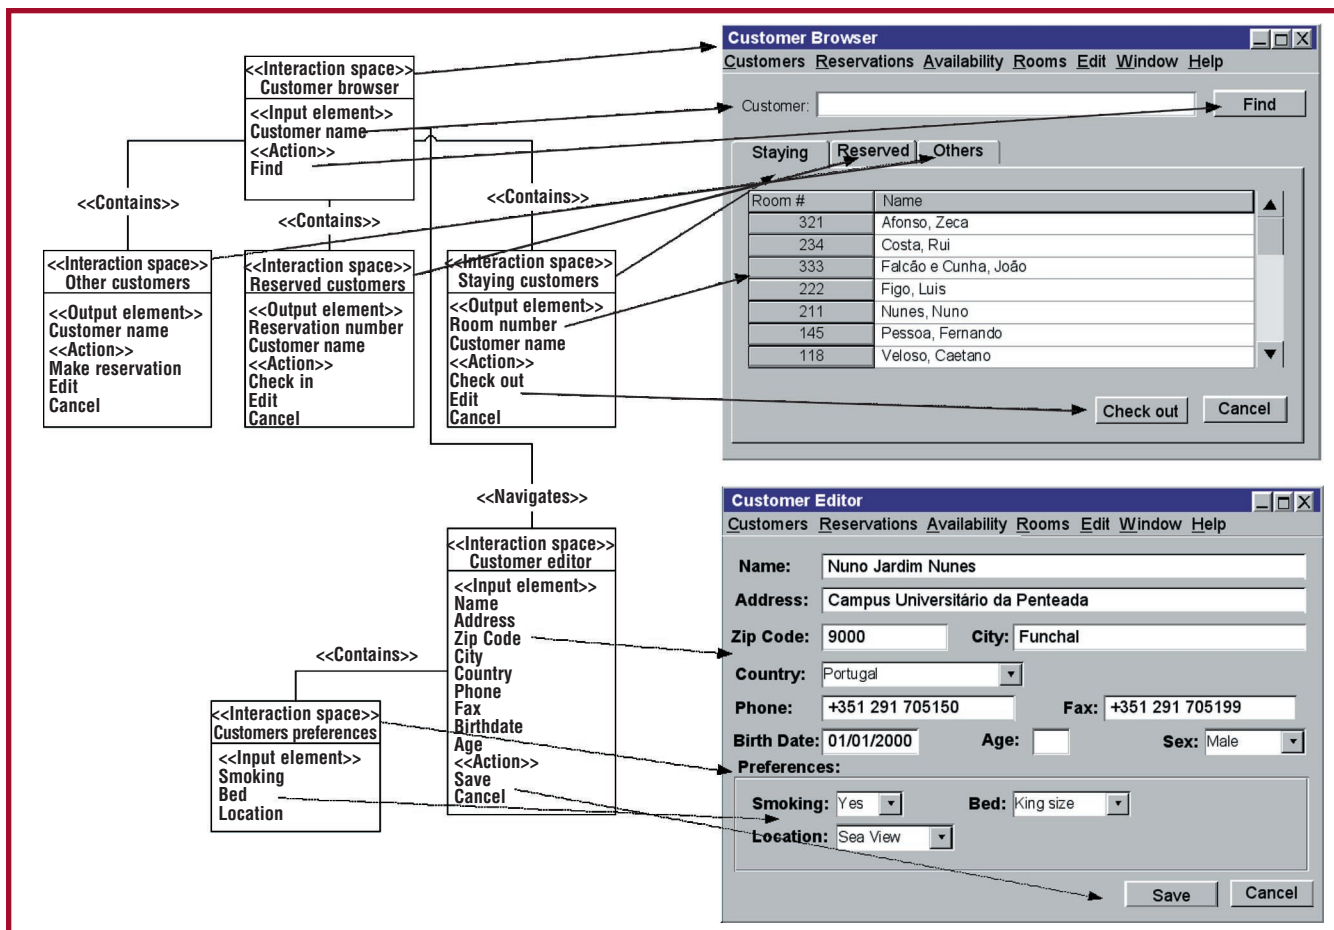 <<Interaction space>>
Customer browser
<<Input element>>
Customer name
<<Action>>
Find
<<Contains>>
<<Contains>>
<<Contains>>
<<Interaction space>>
Other customers
<<Output element>>
Customer name
<<Action>>
Make reservation
Edit
Cancel
<<Interaction space>>
Reserved customers
<<Output element>>
Reservation number
Customer name
<<Action>>
Check in
Edit
Cancel
<<Interaction space>>
Staying customers
<<Output element>>
Room number
Customer name
<<Action>>
Check out
Edit
Cancel
<<Navigates>>
<<Interaction space>>
Customer editor
<<Input element>>
Name
Address
Zip Code
City
Country
Phone
Fax
Birthdate
Age
<<Action>>
Save
Cancel
<<Contains>>
<<Interaction space>>
Customers preferences
<<Input element>>
Smoking
Bed
Location
Customer Browser
Customers Reservations Availability Rooms Edit Window Help
Customer: Find
Staying Reserved Others
Room # Name
321 Afonso, Zeca
234 Costa, Rui
333 Falcão e Cunha, João
222 Figo, Luis
211 Nunes, Nuno
145 Pessoa, Fernando
118 Veloso, Caetano
Check out Cancel
Customer Editor
Customers Reservations Availability Rooms Edit Window Help
Name: Nuno Jardim Nunes
Address: Campus Universitário da Penteada
Zip Code: 9000 City: Funchal
Country: Portugal
Phone: +351 291 705150 Fax: +351 291 705199
Birth Date: 01/01/2000 Age: Sex: Male
Preferences:
Smoking: Yes Bed: King size
Location: Sea View
Save Cancel